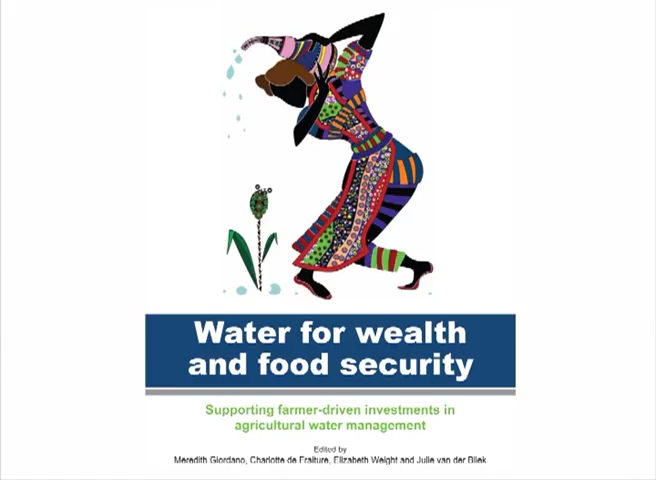 Water for wealth
and food security
Supporting farmer-driven investments in
agricultural water management
Edited by
Meredith Giordano, Charlotte de Fraiture, Elizabeth Weight and Julie van der Bliek